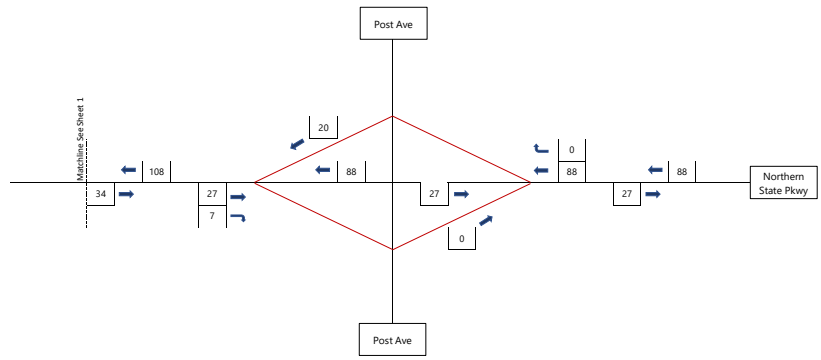 Post Ave
Matchline See Sheet 1
20
0
108
88
88
88
34
27
27
27
7
0
Northern
State Pkwy
Post Ave